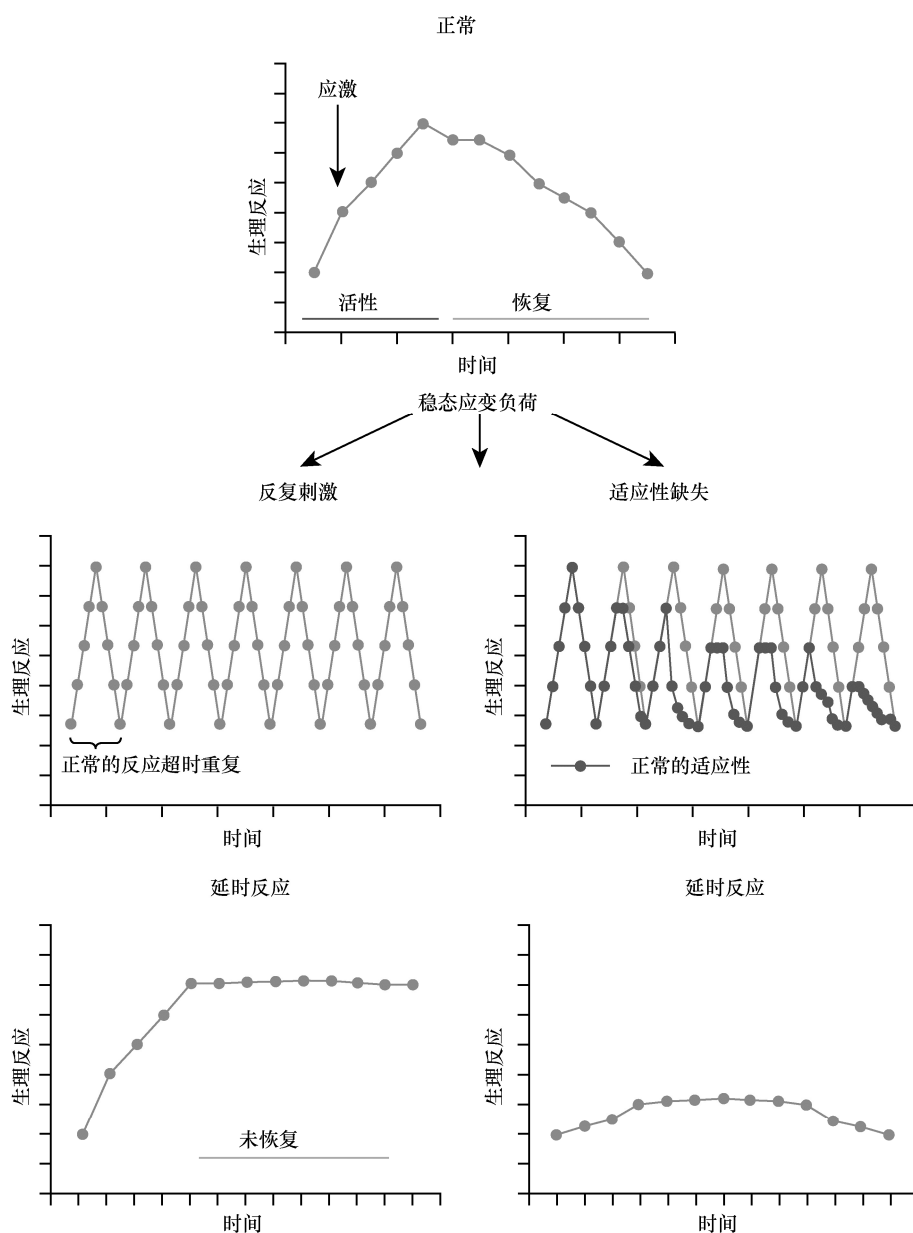 正常
应激
生理反应
活性
恢复
时间
稳态应变负荷
反复刺激
适应性缺失
生理反应
正常的反应超时重复
时间
生理反应
正常的适应性
时间
延时反应
延时反应
生理反应
未恢复
时间
生理反应
时间